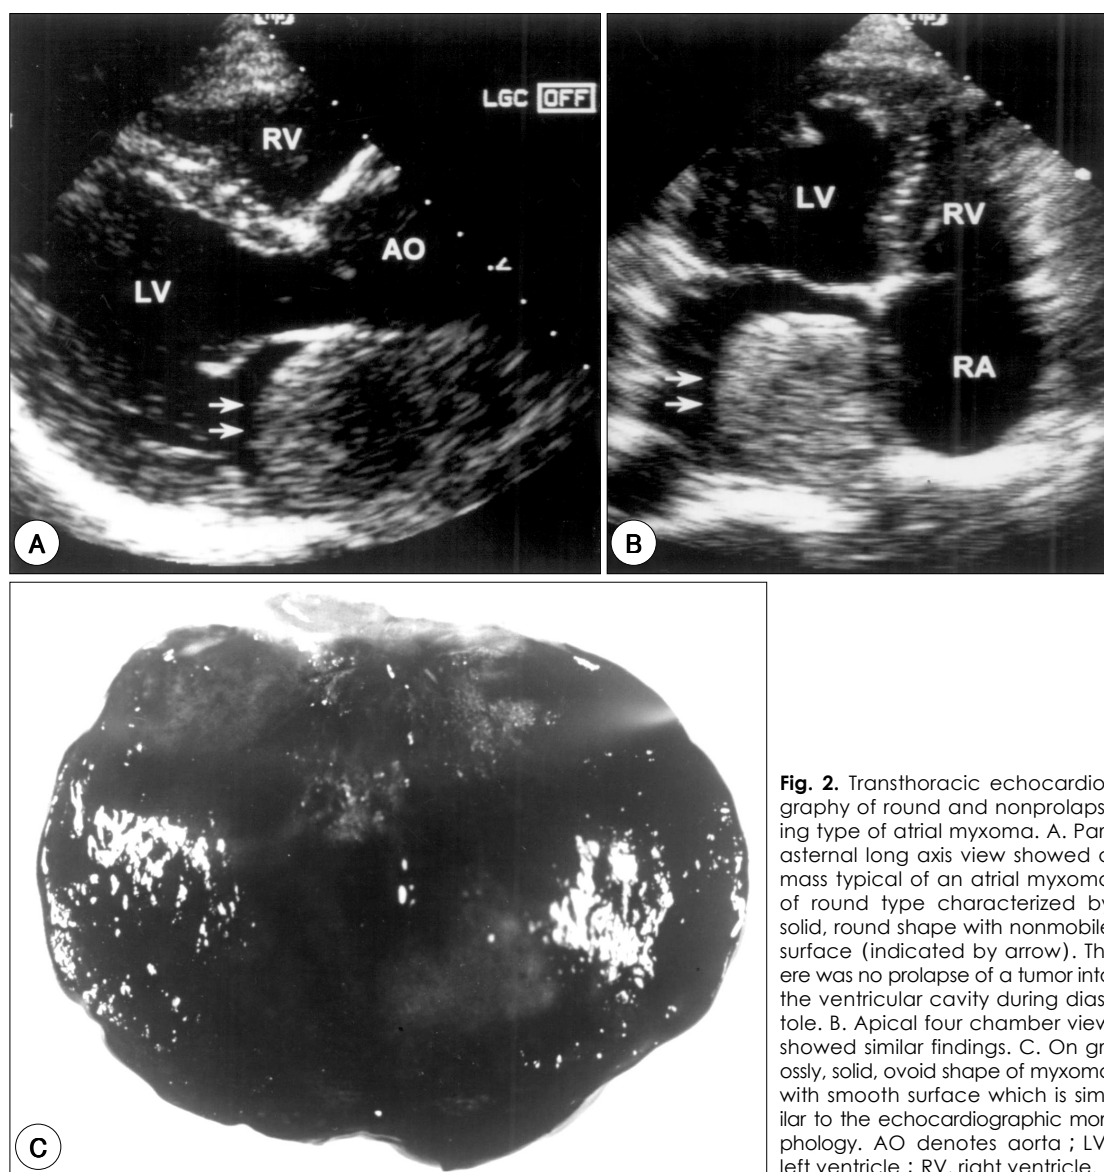 LGC OFF
RV
AO
LV
A
LV
RV
RA
B
C
Fig. 2. Transthoracic echocardio-
graphy of round and nonprolaps-
ing type of atrial myxoma. A. Par-
asternal long axis view showed a
mass typical of an atrial myxoma
of round type characterized by
solid, round shape with nonmobile
surface (indicated by arrow). Th-
ere was no prolapse of a tumor into
the ventricular cavity during dias-
tole. B. Apical four chamber view
showed similar findings. C. On gr-
ossly, solid, ovoid shape of myxoma
with smooth surface which is simi-
lar to the echocardiographic mor-
phology. AO denotes aorta ; LV,
left ventricle ; RV, right ventricle